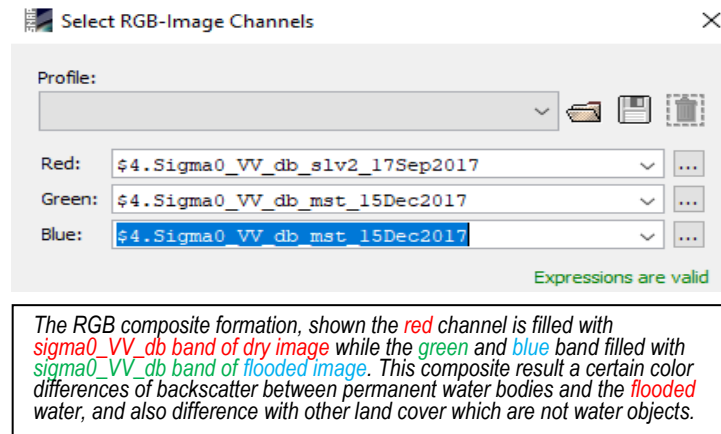 SNAP Select RGB-Image Channels
Profile:
Red: $4.Sigma0_VV_db_slv2_17Sep2017 ...
Green: $4.Sigma0_VV_db_mst_15Dec2017 ...
Blue: $4.Sigma0_VV_db_mst_15Dec2017 ...
Expressions are valid
The RGB composite formation, shown the red channel is filled with
sigma0_VV_db band of dry image while the green and blue band filled with
sigma0_VV_db band of flooded image. This composite result a certain color
differences of backscatter between permanent water bodies and the flooded
water, and also difference with other land cover which are not water objects.